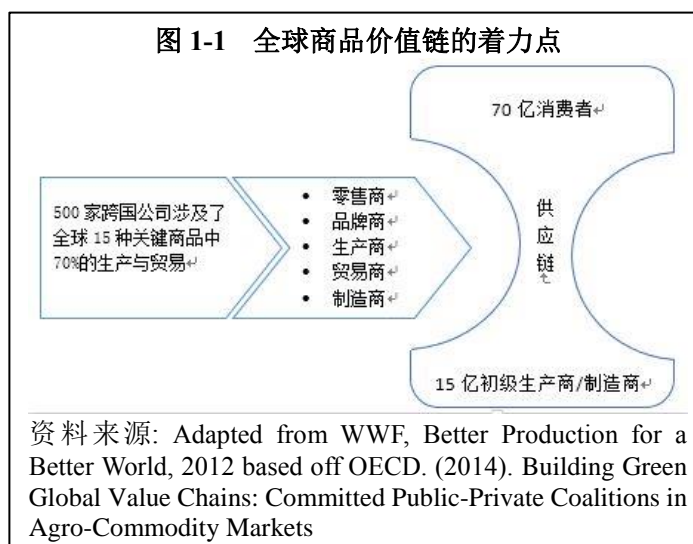 图 1-1 全球商品价值链的着力点
70 亿消费者↵
500 家跨国公司涉及了
全球 15 种关键商品中
70%的生产与贸易↵
• 零售商↵
• 品牌商↵
• 生产商↵
• 贸易商↵
• 制造商↵
供
应
链
↵
15 亿初级生产商/制造商↵
资料来源: Adapted from WWF, Better Production for a
Better World, 2012 based off OECD. (2014). Building Green
Global Value Chains: Committed Public-Private Coalitions in
Agro-Commodity Markets